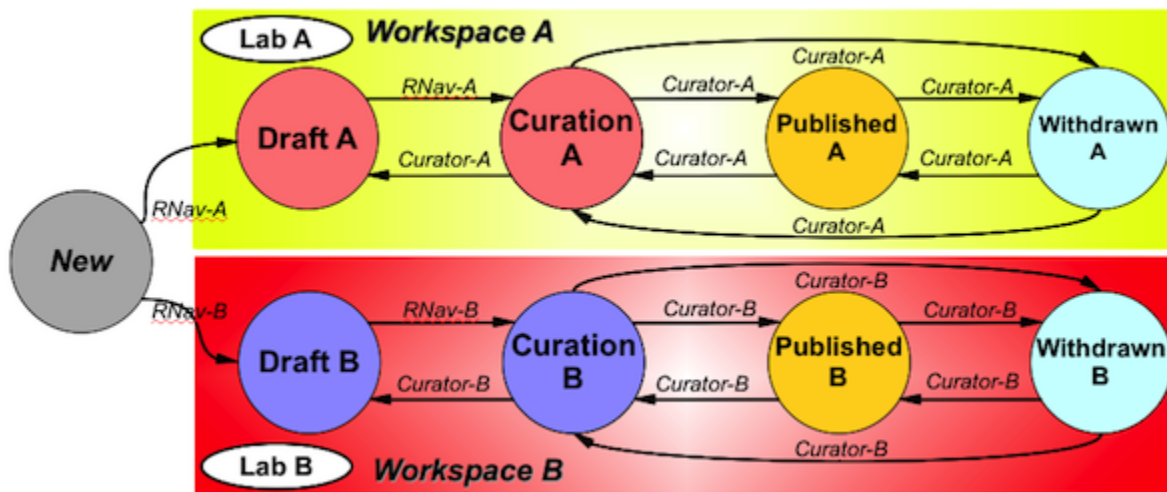 Lab A
Workspace A
Curator-A
RNav-A
Curator-A
Curator-A
Draft A
Curation
A
Published
A
Withdrawn
A
Curator-A
Curator-A
Curator-A
RNav-A
Curator-A
New
RNav-B
Curator-B
RNav-B
Curator-B
Curator-B
Draft B
Curation
B
Published
B
Withdrawn
B
Curator-B
Curator-B
Curator-B
Curator-B
Lab B
Workspace B